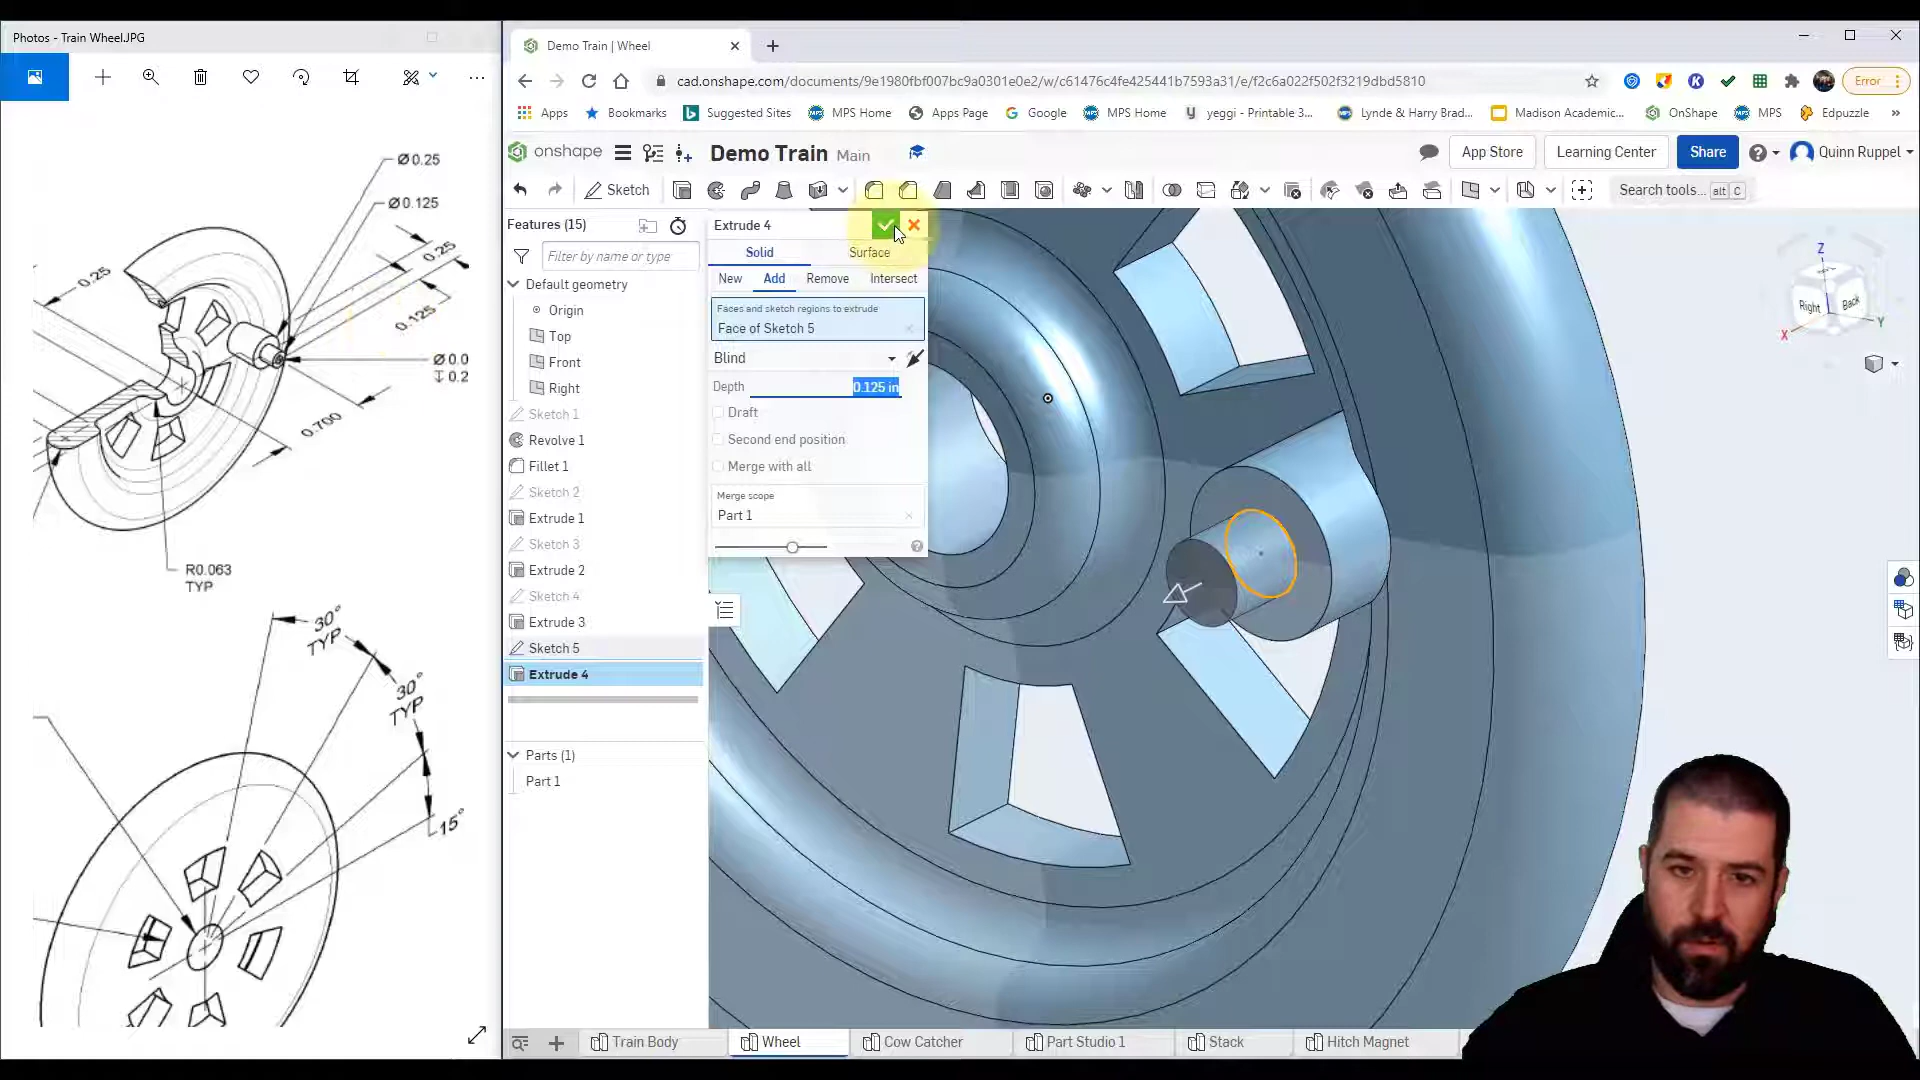 Photos - Train Wheel.JPG
Ø0.25
Ø0.125
0.25
0.25
0.125
Ø0.0
↧0.2
0.700
R0.063
TYP
30°
TYP
30°
TYP
15°
Demo Train | Wheel
cad.onshape.com/documents/9e1980fbf007bc9a0301e0e2/w/c61476c4fe425441b7593a31/e/f2c6a022f502f3219dbd5810
Error
Apps
Bookmarks
Suggested Sites
MPS Home
Apps Page
Google
MPS Home
yeggi - Printable 3...
Lynde & Harry Brad...
Madison Academic...
OnShape
MPS
Edpuzzle
»
onshape
Demo Train
Main
App Store
Learning Center
Share
Quinn Ruppel
Sketch
Search tools...
alt
C
Features (15)
Filter by name or type
Default geometry
Origin
Top
Front
Right
Sketch 1
Revolve 1
Fillet 1
Sketch 2
Extrude 1
Sketch 3
Extrude 2
Sketch 4
Extrude 3
Sketch 5
Extrude 4
Parts (1)
Part 1
Extrude 4
Solid
Surface
New
Add
Remove
Intersect
Faces and sketch regions to extrude
Face of Sketch 5
Blind
Depth
0.125 in
Draft
Second end position
Merge with all
Merge scope
Part 1
Z
Right
Back
X
Y
Train Body
Wheel
Cow Catcher
Part Studio 1
Stack
Hitch Magnet